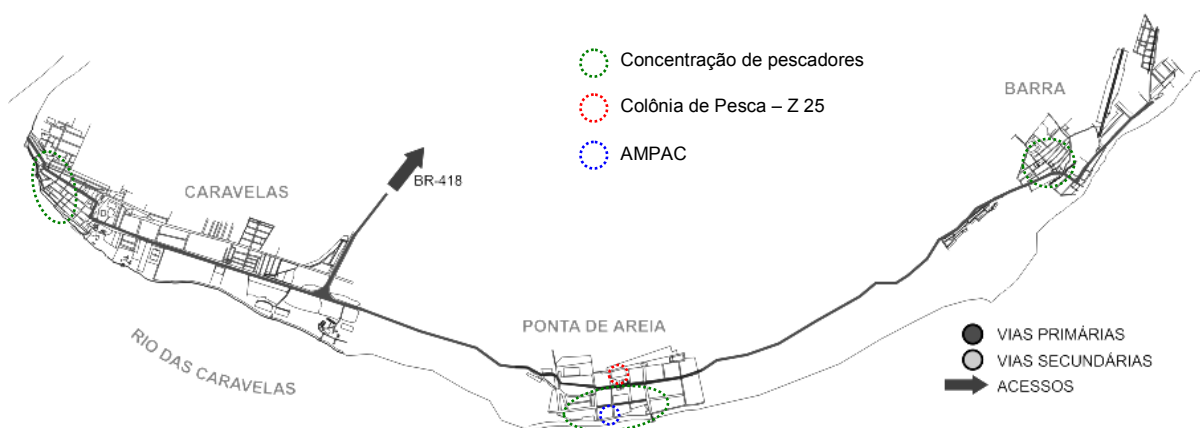 Concentração de pescadores
Colônia de Pesca – Z 25
AMPAC
BARRA
CARAVELAS
BR-418
PONTA DE AREIA
RIO DAS CARAVELAS
VIAS PRIMÁRIAS
VIAS SECUNDÁRIAS
ACESSOS